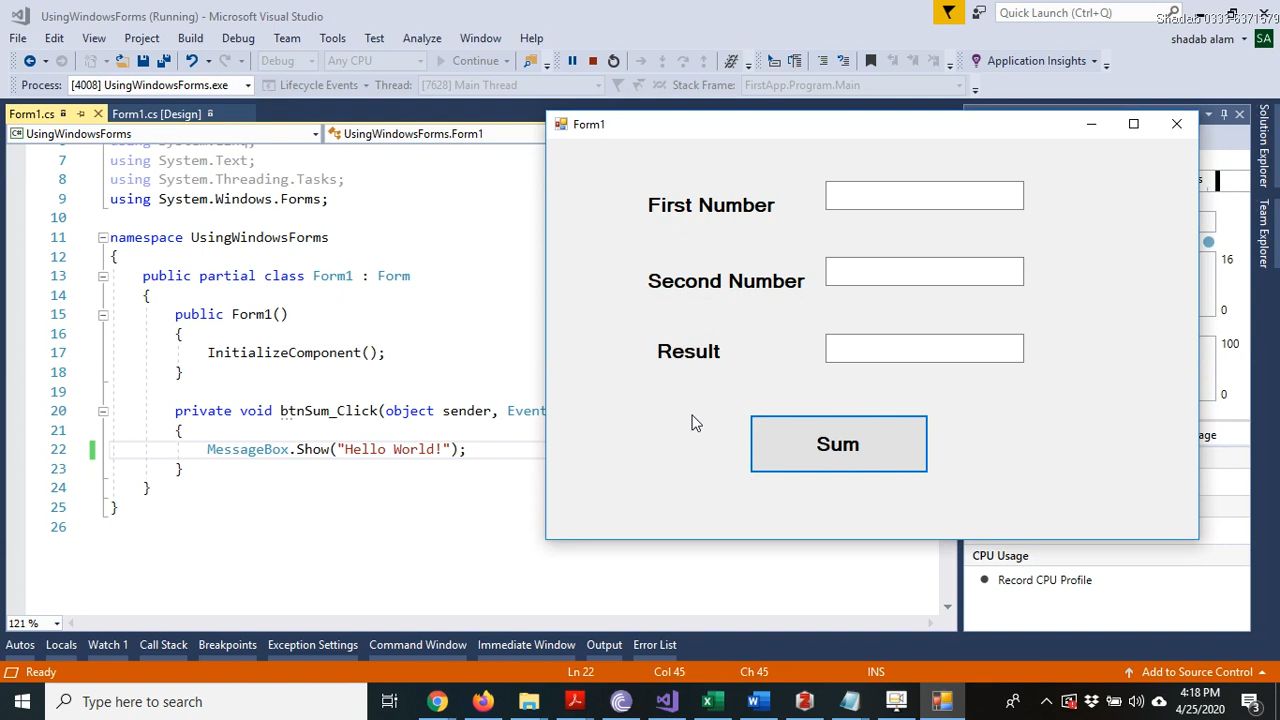 UsingWindowsForms (Running) - Microsoft Visual Studio
Quick Launch (Ctrl+Q)
File Edit View Project Build Debug Team Tools Test Analyze Window Help
shadab alam SA
Debug Any CPU Continue Application Insights
Process: [4008] UsingWindowsForms.exe Lifecycle Events Thread: [7628] Main Thread Stack Frame: FirstApp.Program.Main
Form1.cs Form1.cs [Design]
UsingWindowsForms UsingWindowsForms.Form1
7 using System.Text;
8 using System.Threading.Tasks;
9 using System.Windows.Forms;
10
11 namespace UsingWindowsForms
12 {
13 public partial class Form1 : Form
14 {
15 public Form1()
16 {
17 InitializeComponent();
18 }
19
20 private void btnSum_Click(object sender, Event
21 {
22 MessageBox.Show("Hello World!");
23 }
24 }
25 }
26
Form1
First Number
Second Number
Result
Sum
16
0
100
0
CPU Usage
Record CPU Profile
Solution Explorer
Team Explorer
121 %
Autos Locals Watch 1 Call Stack Breakpoints Exception Settings Command Window Immediate Window Output Error List
Ready Ln 22 Col 45 Ch 45 INS Add to Source Control
Type here to search
4:18 PM
4/25/2020
3